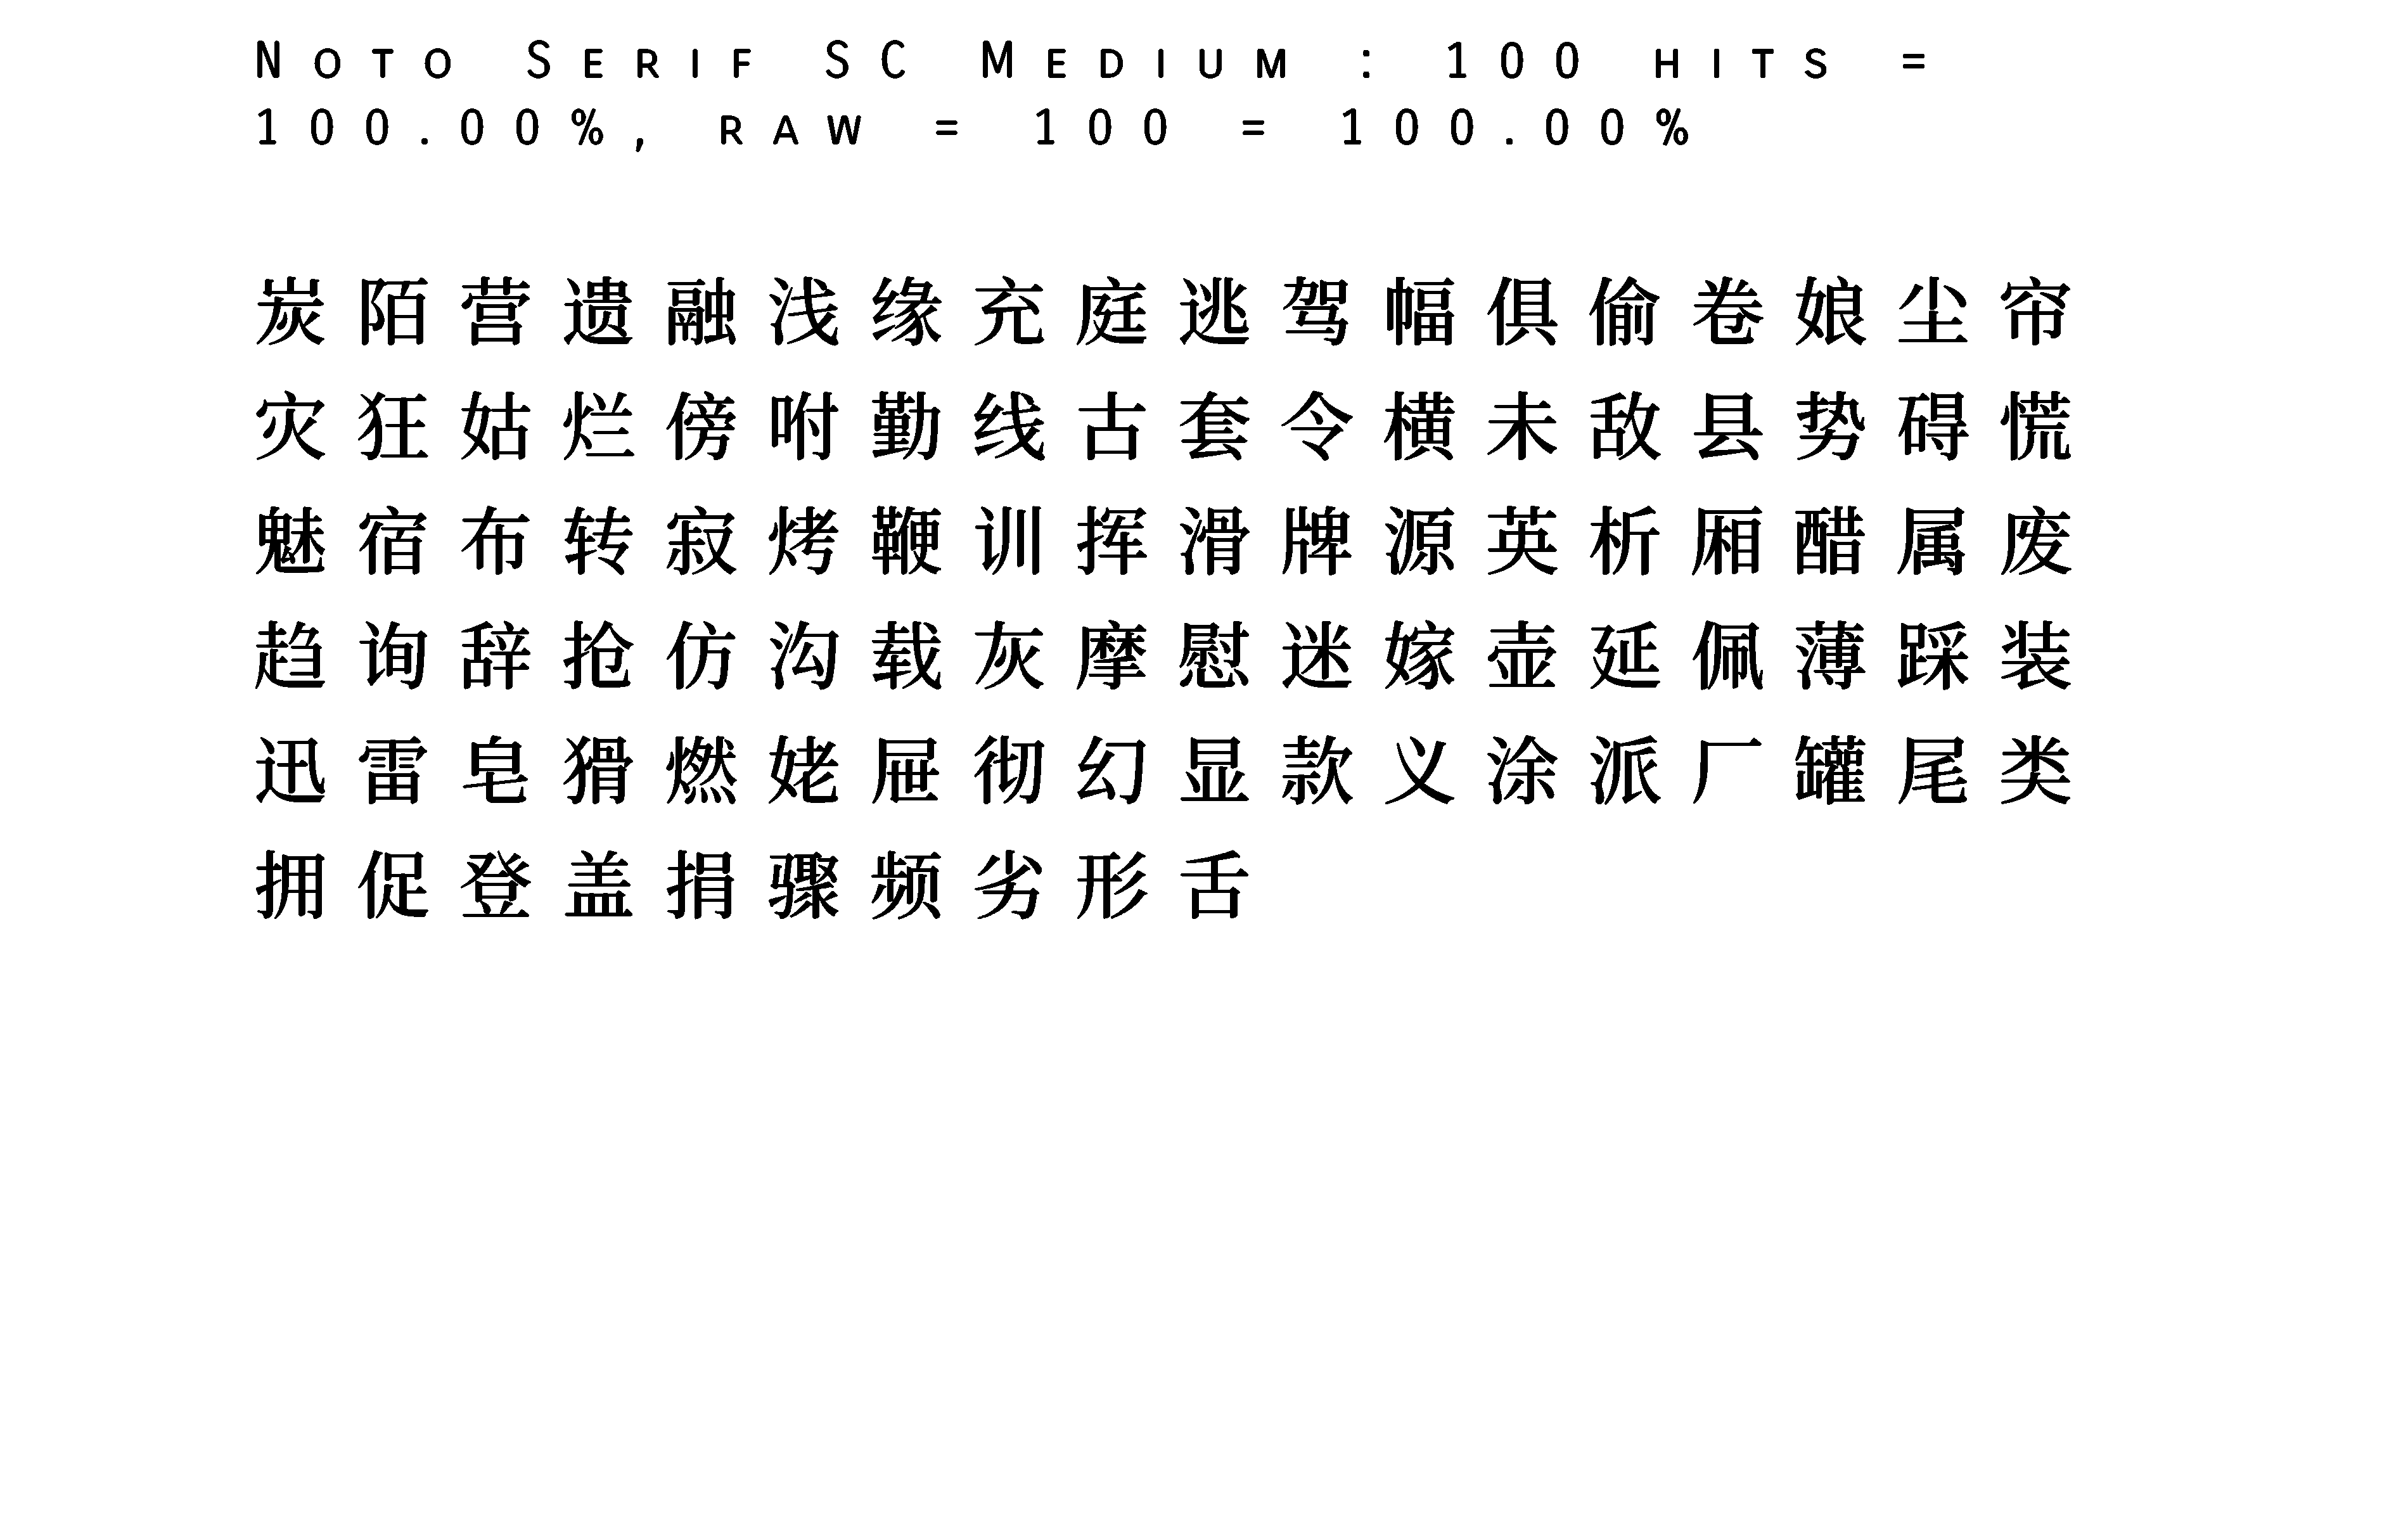 Noto Serif SC Medium : 100 hits =
100.00%, raw = 100 = 100.00%
炭陌营遗融浅缘充庭逃驾幅俱偷卷娘尘帘
灾狂姑烂傍咐勤线古套令横未敌县势碍慌
魅宿布转寂烤鞭训挥滑牌源英析厢醋属废
趋询辞抢仿沟载灰摩慰迷嫁壶延佩薄踩装
迅雷皂猾燃姥屉彻幻显款义涂派厂罐尾类
拥促登盖捐骤频劣形舌